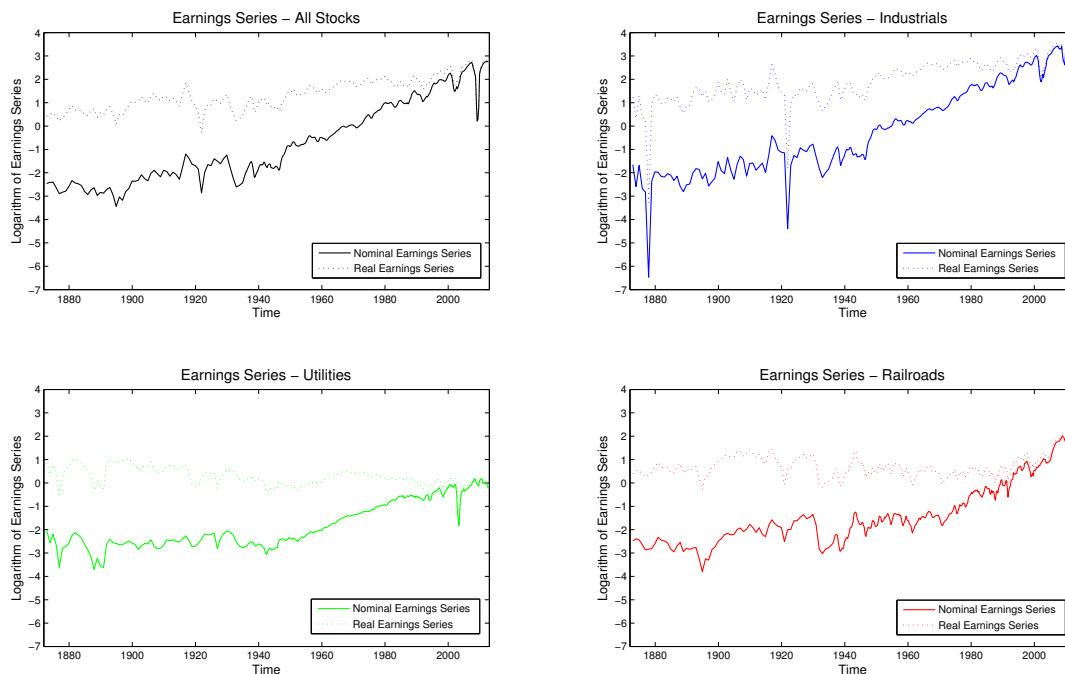 Earnings Series − All Stocks
Logarithm of Earnings Series
4
3
2
1
0
−1
−2
−3
−4
−5
−6
−7
1880 1900 1920 1940 1960 1980 2000
Time
Nominal Earnings Series
Real Earnings Series
Earnings Series − Industrials
Logarithm of Earnings Series
4
3
2
1
0
−1
−2
−3
−4
−5
−6
−7
1880 1900 1920 1940 1960 1980 2000
Time
Nominal Earnings Series
Real Earnings Series
Earnings Series − Utilities
Logarithm of Earnings Series
4
3
2
1
0
−1
−2
−3
−4
−5
−6
−7
1880 1900 1920 1940 1960 1980 2000
Time
Nominal Earnings Series
Real Earnings Series
Earnings Series − Railroads
Logarithm of Earnings Series
4
3
2
1
0
−1
−2
−3
−4
−5
−6
−7
1880 1900 1920 1940 1960 1980 2000
Time
Nominal Earnings Series
Real Earnings Series